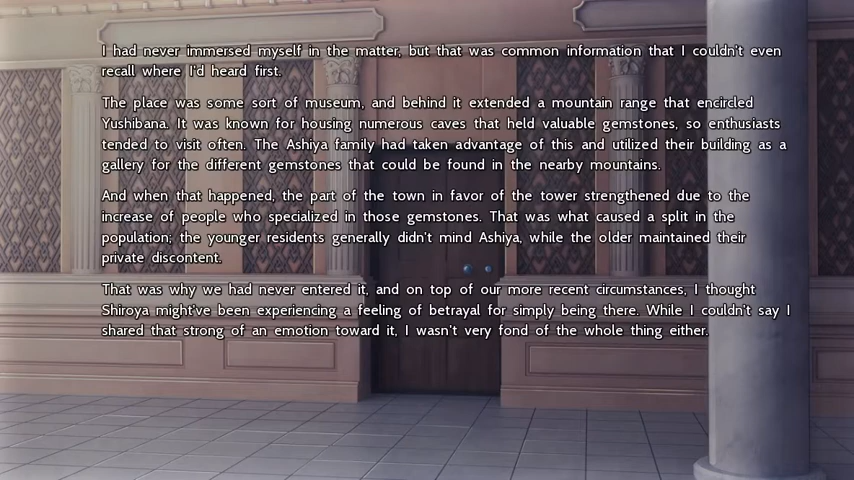 I had never immersed myself in the matter, but that was common information that I couldn't even
recall where I'd heard first.
The place was some sort of museum, and behind it extended a mountain range that encircled
Yushibana. It was known for housing numerous caves that held valuable gemstones, so enthusiasts
tended to visit often. The Ashiya family had taken advantage of this and utilized their building as a
gallery for the different gemstones that could be found in the nearby mountains.
And when that happened, the part of the town in favor of the tower strengthened due to the
increase of people who specialized in those gemstones. That was what caused a split in the
population; the younger residents generally didn't mind Ashiya, while the older maintained their
private discontent.
That was why we had never entered it, and on top of our more recent circumstances, I thought
Shiroya might've been experiencing a feeling of betrayal for simply being there. While I couldn't say I
shared that strong of an emotion toward it, I wasn't very fond of the whole thing either.